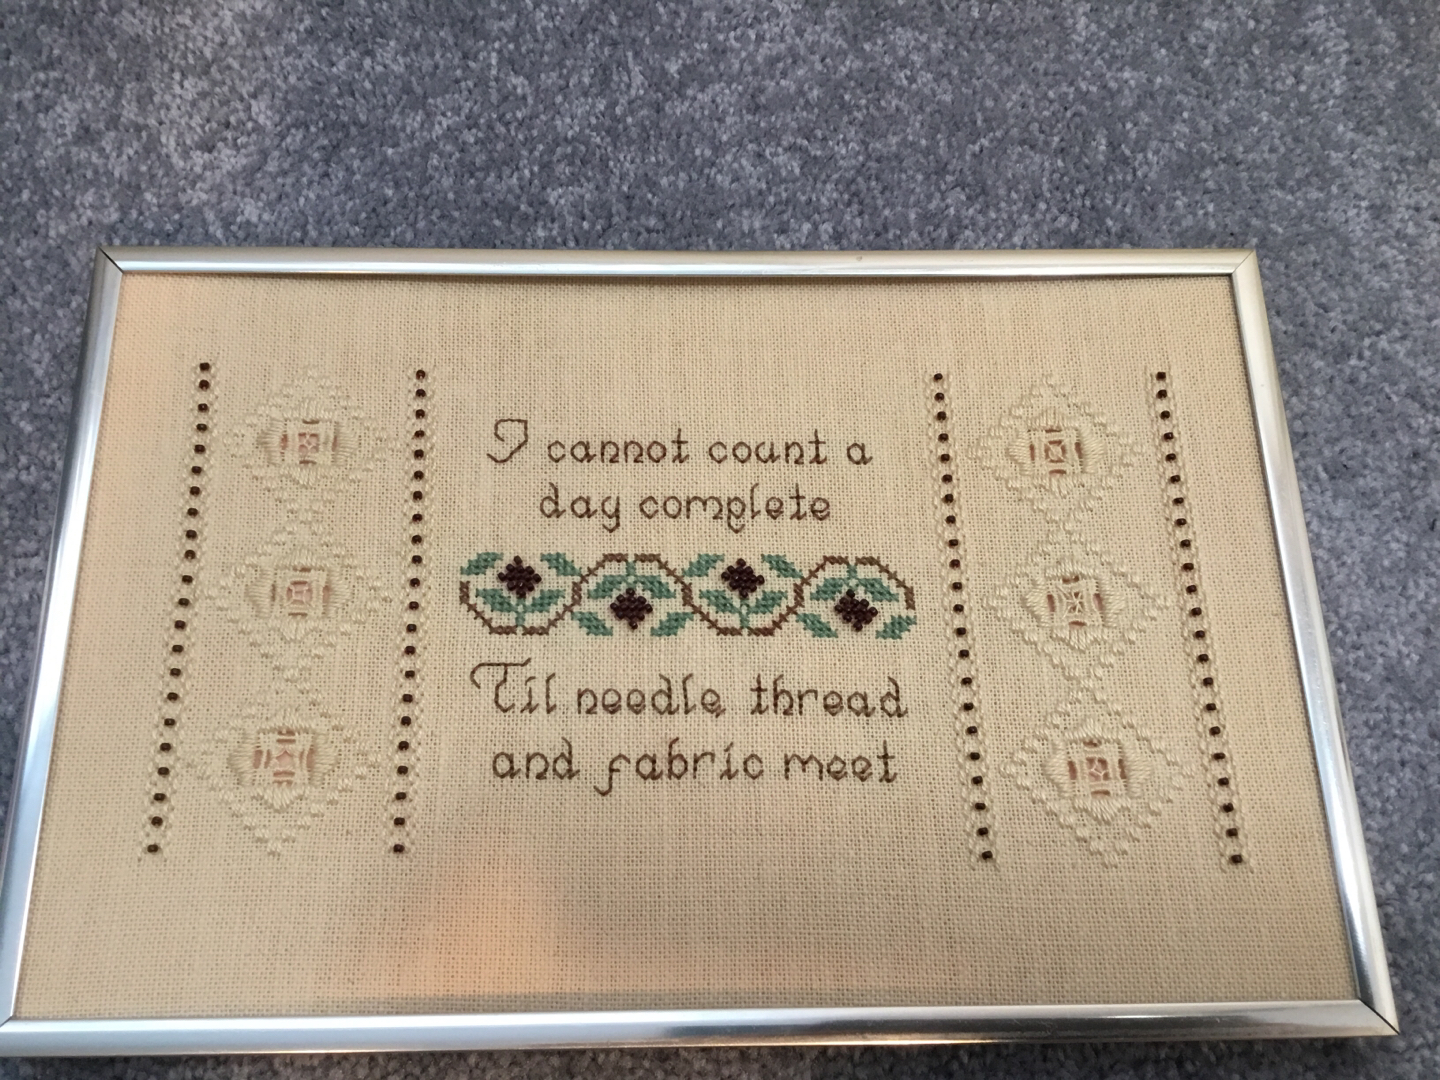 I cannot count a
day complete
Til needle thread
and fabric meet